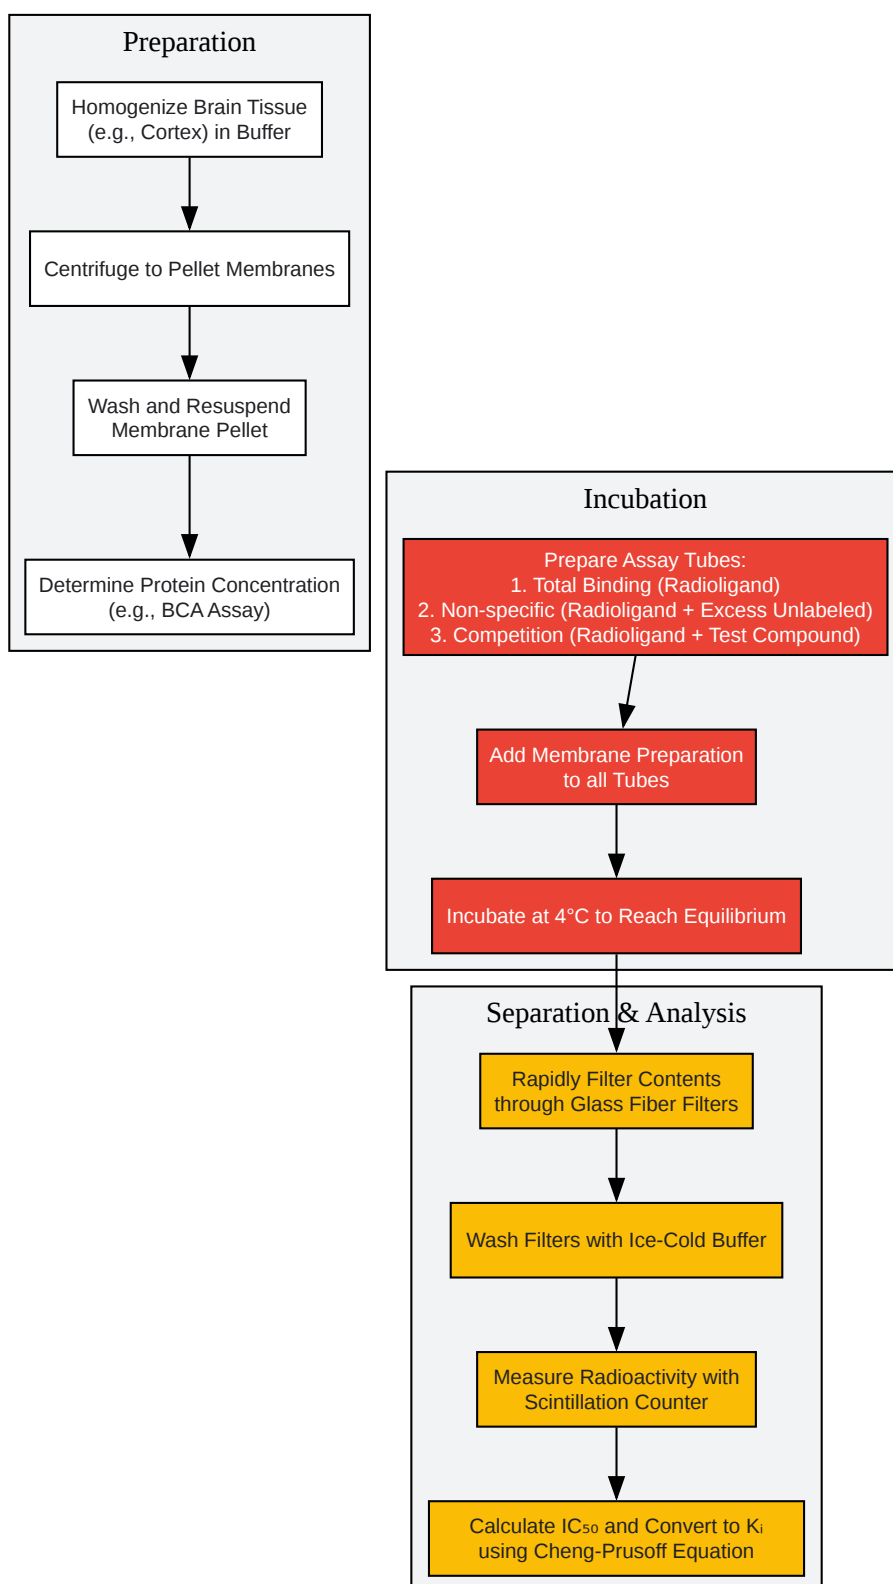 Preparation
Homogenize Brain Tissue
(e.g., Cortex) in Buffer
Centrifuge to Pellet Membranes
Wash and Resuspend
Membrane Pellet
Determine Protein Concentration
(e.g., BCA Assay)
Incubation
Prepare Assay Tubes:
1. Total Binding (Radioligand)
2. Non-specific (Radioligand + Excess Unlabeled)
3. Competition (Radioligand + Test Compound)
Add Membrane Preparation
to all Tubes
Incubate at 4°C to Reach Equilibrium
Separation & Analysis
Rapidly Filter Contents
through Glass Fiber Filters
Wash Filters with Ice-Cold Buffer
Measure Radioactivity with
Scintillation Counter
Calculate IC₅₀ and Convert to Kᵢ
using Cheng-Prusoff Equation